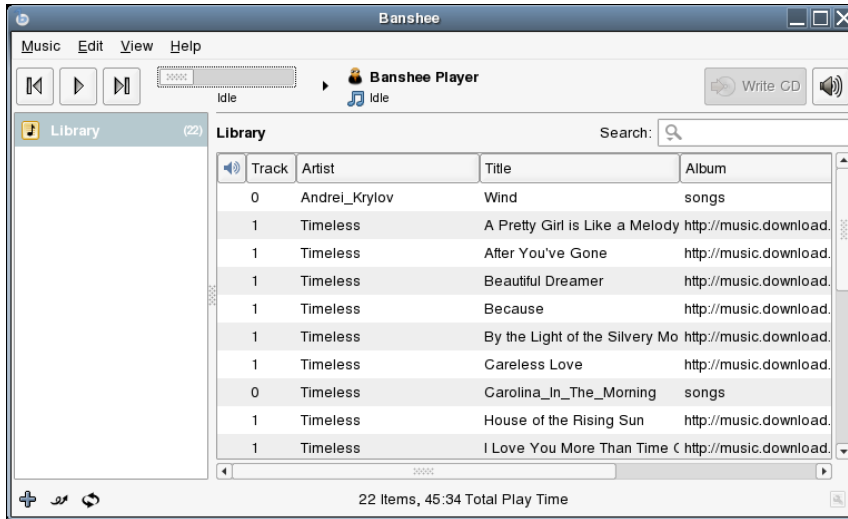 Banshee
Music Edit View Help
Idle
Banshee Player
Idle
Write CD
Library (22)
Library
Search:
Track Artist Title Album
0 Andrei_Krylov Wind songs
1 Timeless A Pretty Girl is Like a Melody http://music.download.
1 Timeless After You've Gone http://music.download.
1 Timeless Beautiful Dreamer http://music.download.
1 Timeless Because http://music.download.
1 Timeless By the Light of the Silvery Mo http://music.download.
1 Timeless Careless Love http://music.download.
0 Timeless Carolina_In_The_Morning songs
1 Timeless House of the Rising Sun http://music.download.
1 Timeless I Love You More Than Time ( http://music.download.
22 Items, 45:34 Total Play Time